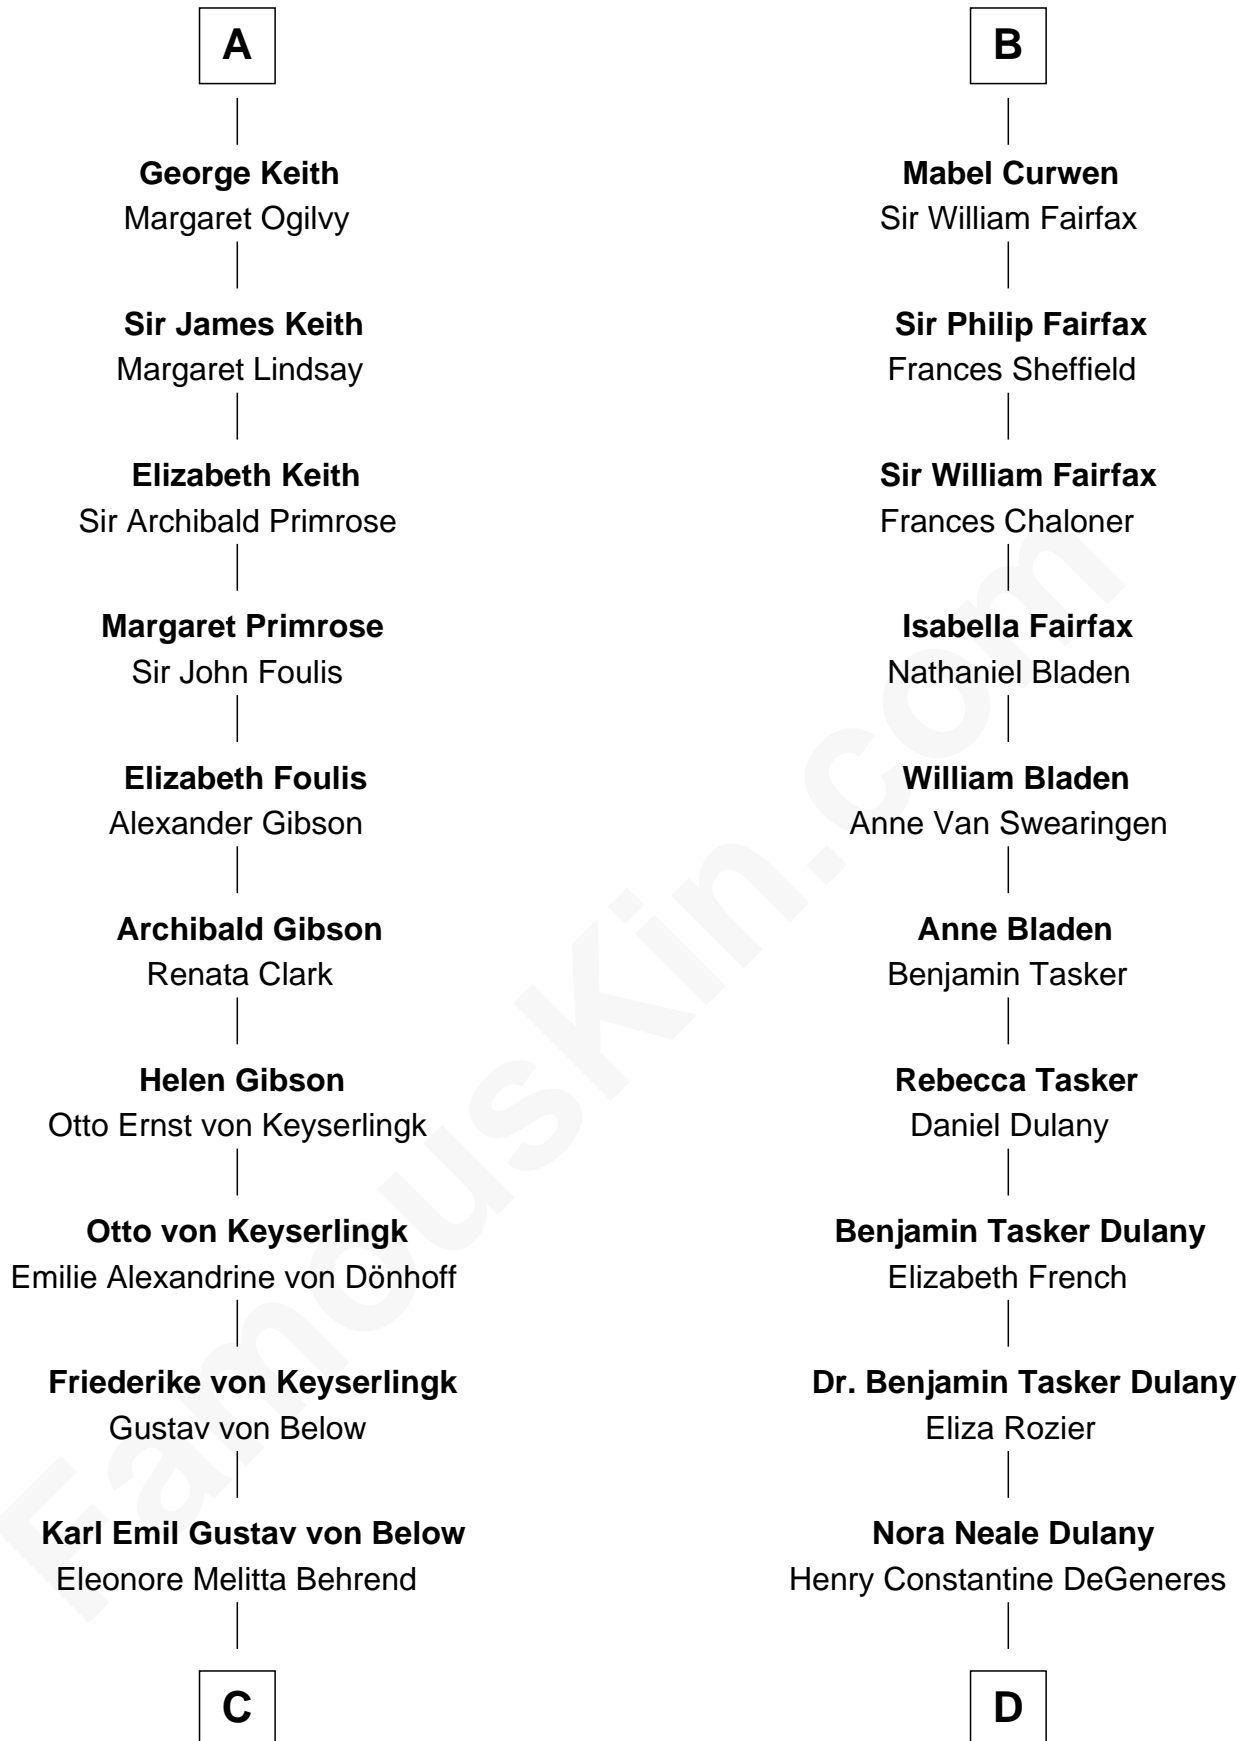 A
George Keith
Margaret Ogilvy
Sir James Keith
Margaret Lindsay
Elizabeth Keith
Sir Archibald Primrose
Margaret Primrose
Sir John Foulis
Elizabeth Foulis
Alexander Gibson
Archibald Gibson
Renata Clark
Helen Gibson
Otto Ernst von Keyserlingk
Otto von Keyserlingk
Emilie Alexandrine von Dönhoff
Friederike von Keyserlingk
Gustav von Below
Karl Emil Gustav von Below
Eleonore Melitta Behrend
C
B
Mabel Curwen
Sir William Fairfax
Sir Philip Fairfax
Frances Sheffield
Sir William Fairfax
Frances Chaloner
Isabella Fairfax
Nathaniel Bladen
William Bladen
Anne Van Swearingen
Anne Bladen
Benjamin Tasker
Rebecca Tasker
Daniel Dulany
Benjamin Tasker Dulany
Elizabeth French
Dr. Benjamin Tasker Dulany
Eliza Rozier
Nora Neale Dulany
Henry Constantine DeGeneres
D
FamousKin.com